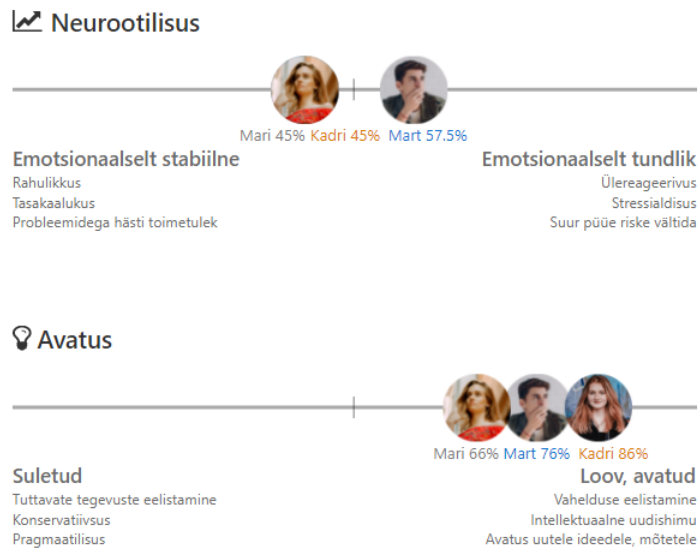 Neurootilisus
Mari 45% Kadri 45% Mart 57.5%
Emotsionaalselt stabiilne
Emotsionaalselt tundlik
Rahulikkus
Ülereageerivus
Tasakaalukus
Stressialdisus
Probleemidega hästi toimetulek
Suur püüe riske vältida
Avatus
Mari 66% Mart 76% Kadri 86%
Suletud
Loov, avatud
Tuttavate tegevuste eelistamine
Vahelduse eelistamine
Konservatiivsus
Intellektuaalne uudishimu
Pragmaatilisus
Avatus uutele ideedele, mõtetele